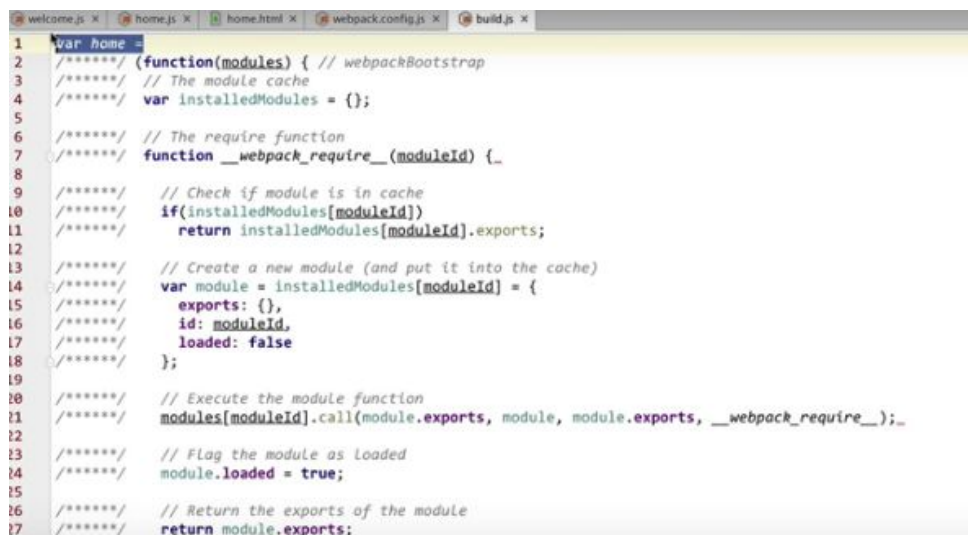 welcome.js × home.js × home.html × webpack.config.js × build.js ×
1 var home =
2 /******/ (function(modules) { // webpackBootstrap
3 /******/ // The module cache
4 /******/ var installedModules = {};
5
6 /******/ // The require function
7 /******/ function __webpack_require__(moduleId) {
8
9 /******/ // Check if module is in cache
10 /******/ if(installedModules[moduleId])
11 /******/ return installedModules[moduleId].exports;
12
13 /******/ // Create a new module (and put it into the cache)
14 /******/ var module = installedModules[moduleId] = {
15 /******/ exports: {},
16 /******/ id: moduleId,
17 /******/ loaded: false
18 /******/ };
19
20 /******/ // Execute the module function
21 /******/ modules[moduleId].call(module.exports, module, module.exports, __webpack_require__);
22
23 /******/ // Flag the module as loaded
24 /******/ module.loaded = true;
25
26 /******/ // Return the exports of the module
27 /******/ return module.exports;